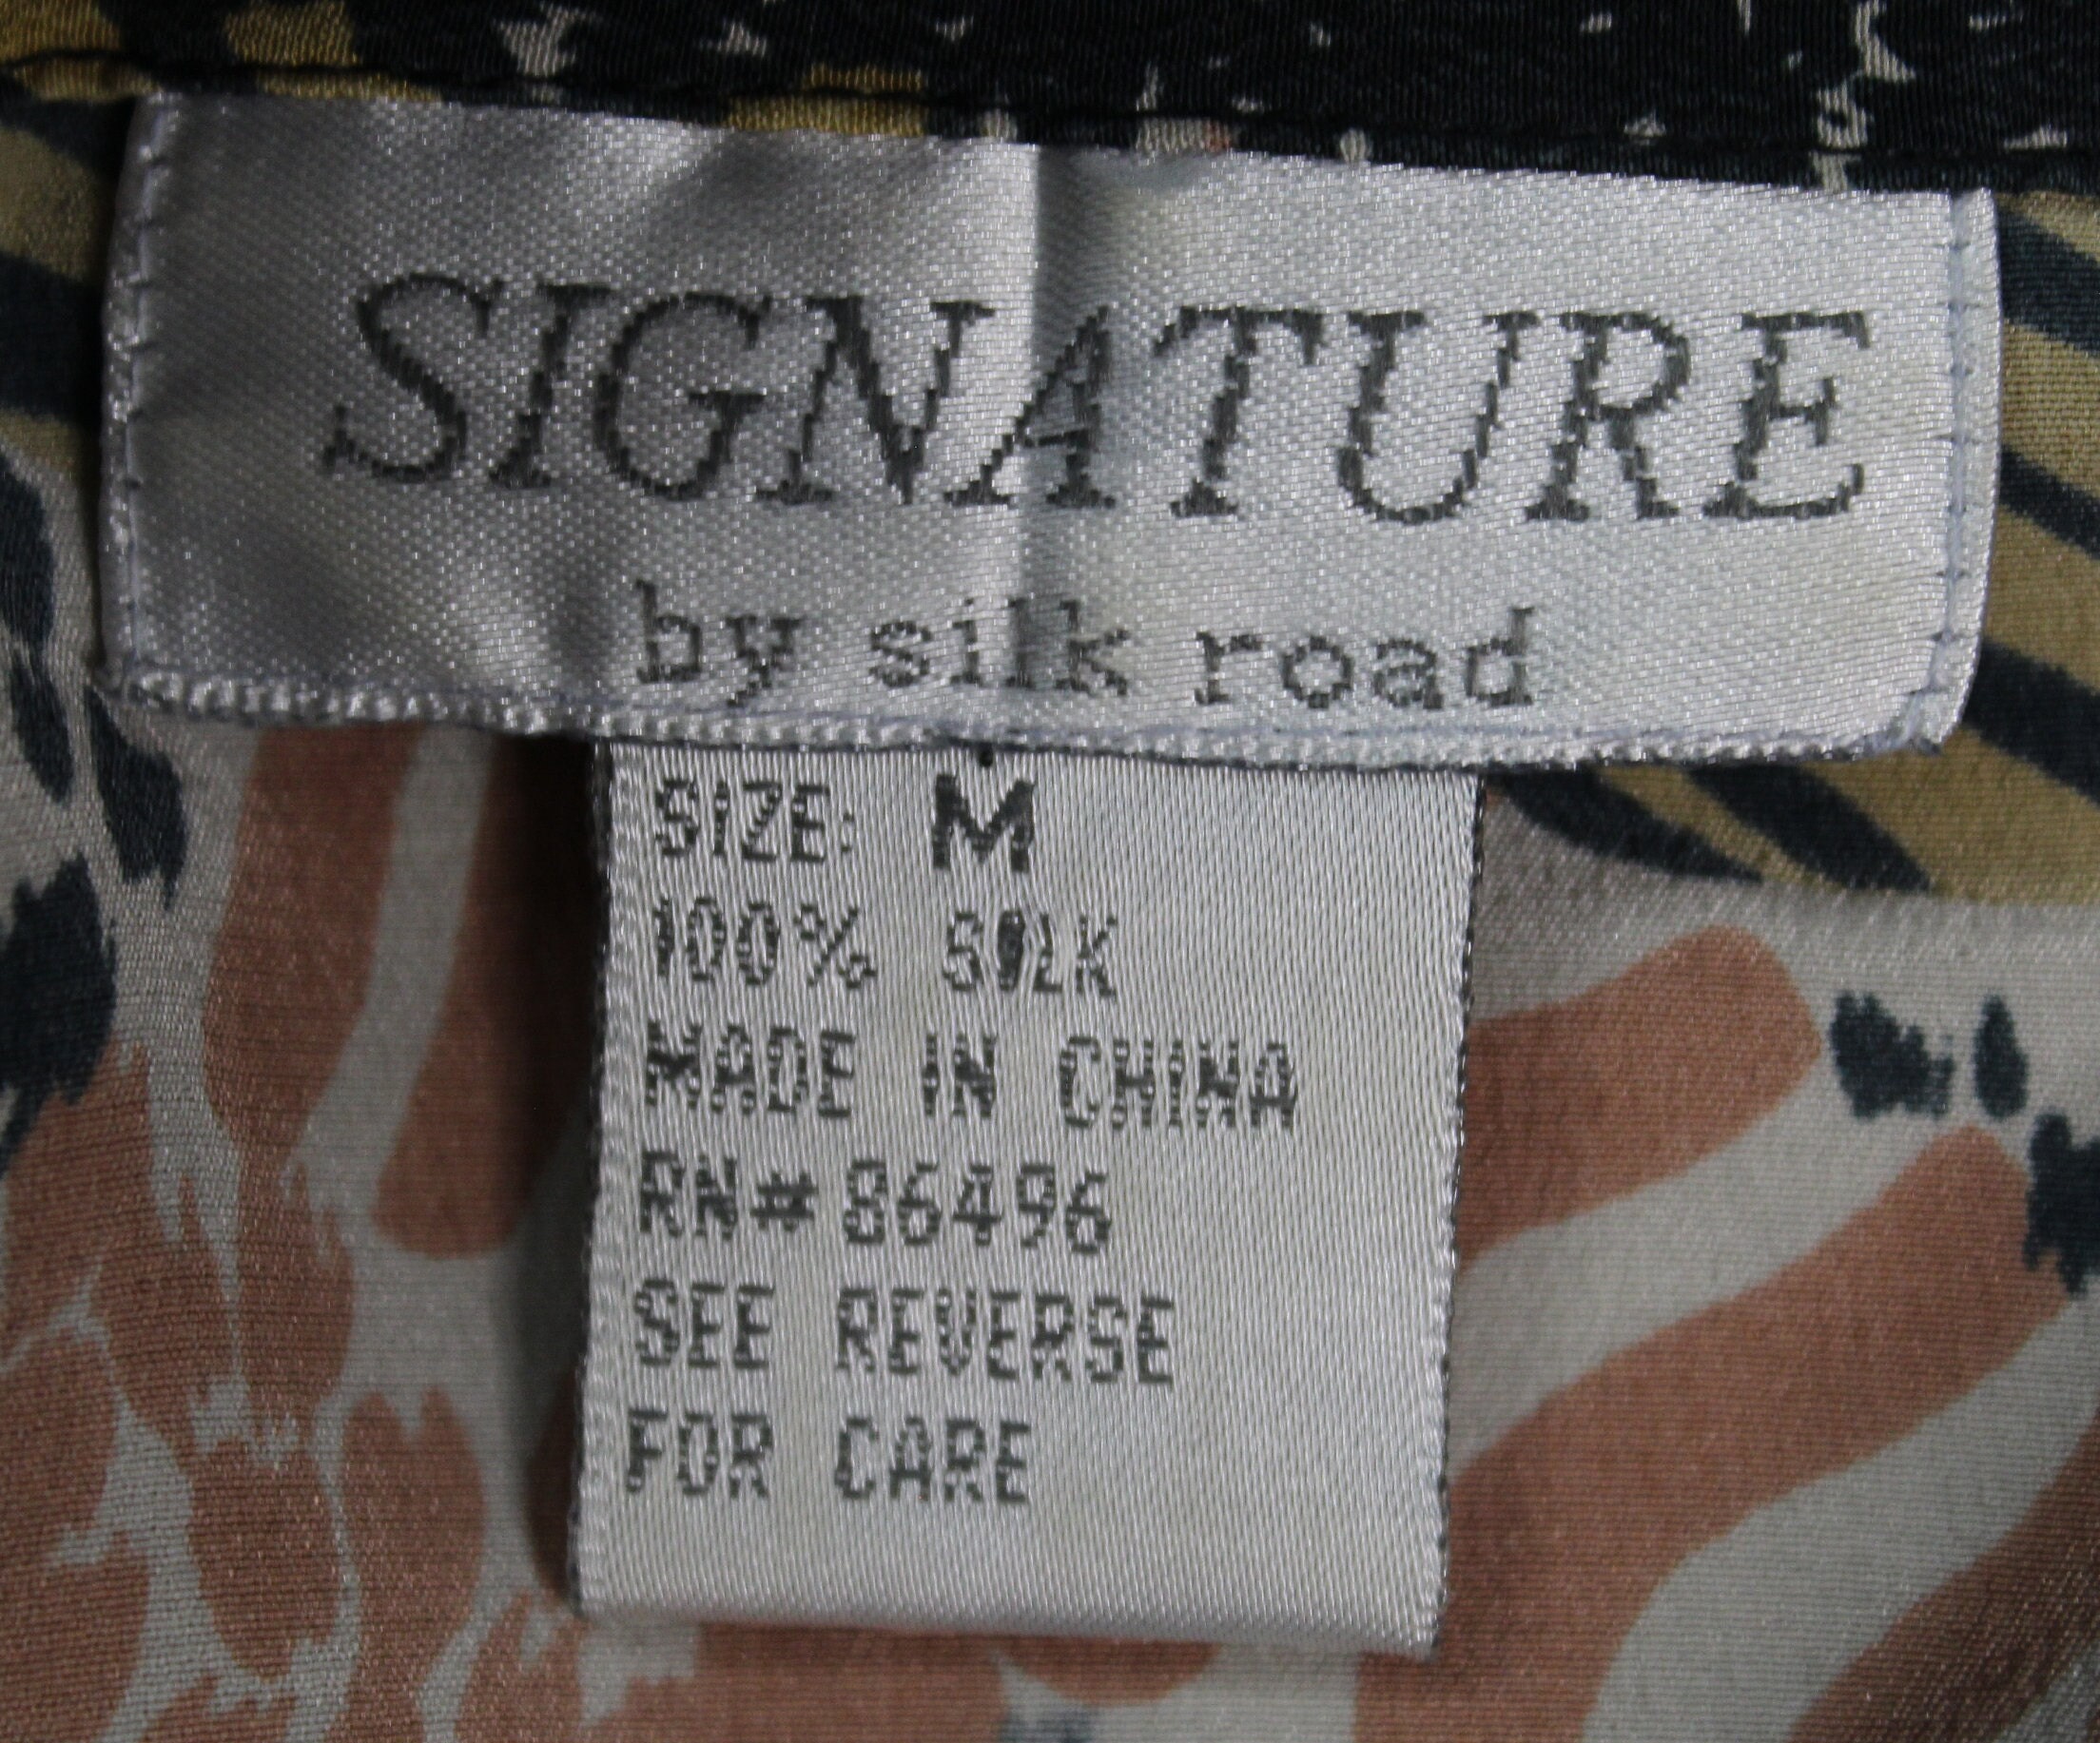 SIGNATURE
by silk road
SIZE: M
100% SILK
MADE IN CHINA
RN# 86496
SEE REVERSE
FOR CARE